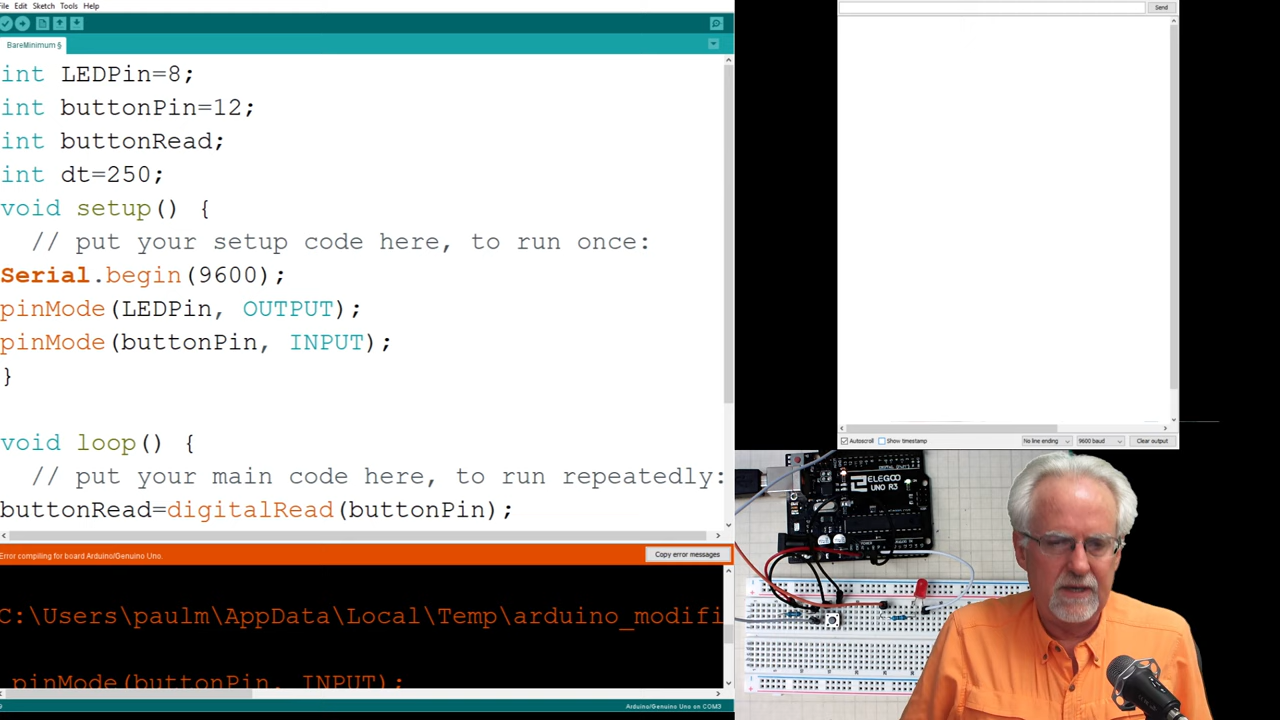 File Edit Sketch Tools Help
BareMinimum §
int LEDPin=8;
int buttonPin=12;
int buttonRead;
int dt=250;
void setup() {
// put your setup code here, to run once:
Serial.begin(9600);
pinMode(LEDPin, OUTPUT);
pinMode(buttonPin, INPUT);
}
void loop() {
// put your main code here, to run repeatedly:
buttonRead=digitalRead(buttonPin);
Error compiling for board Arduino/Genuino Uno.
Copy error messages
C:\Users\paulm\AppData\Local\Temp\arduino_modifi
pinMode(buttonPin, INPUT);
Arduino/Genuino Uno on COM3
Send
Autoscroll Show timestamp
No line ending 9600 baud Clear output
ELEGOO
UNO R3